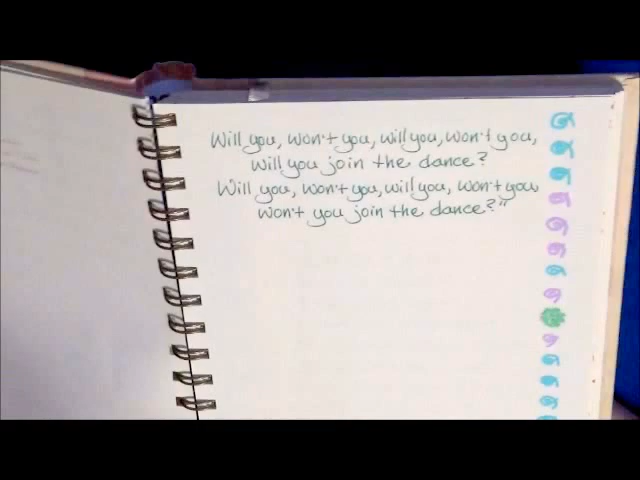 Will you, won't you, will you, won't you,
Will you join the dance?
Will you, won't you, will you, won't you
Won't you join the dance?"